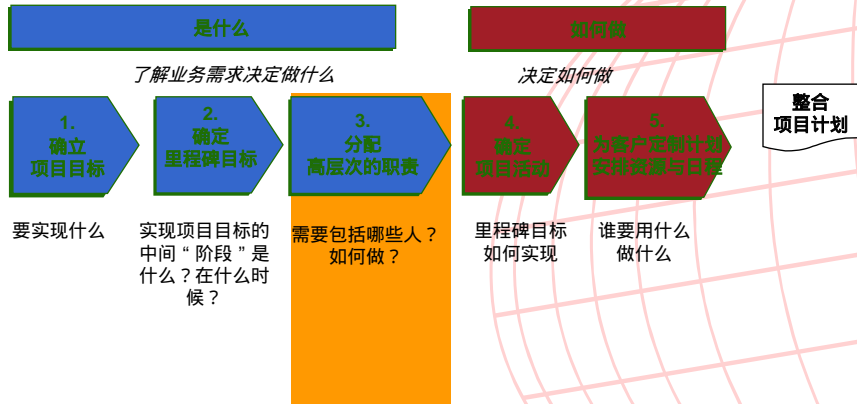 是什么
如何做
了解业务需求决定做什么
决定如何做
1.
确立
项目目标
2.
确定
里程碑目标
3.
分配
高层次的职责
4.
确定
项目活动
5.
为客户定制计划
安排资源与日程
整合
项目计划
要实现什么
实现项目目标的
中间“阶段”是
什么？在什么时
候？
需要包括哪些人？
如何做？
里程碑目标
如何实现
谁要用什么
做什么